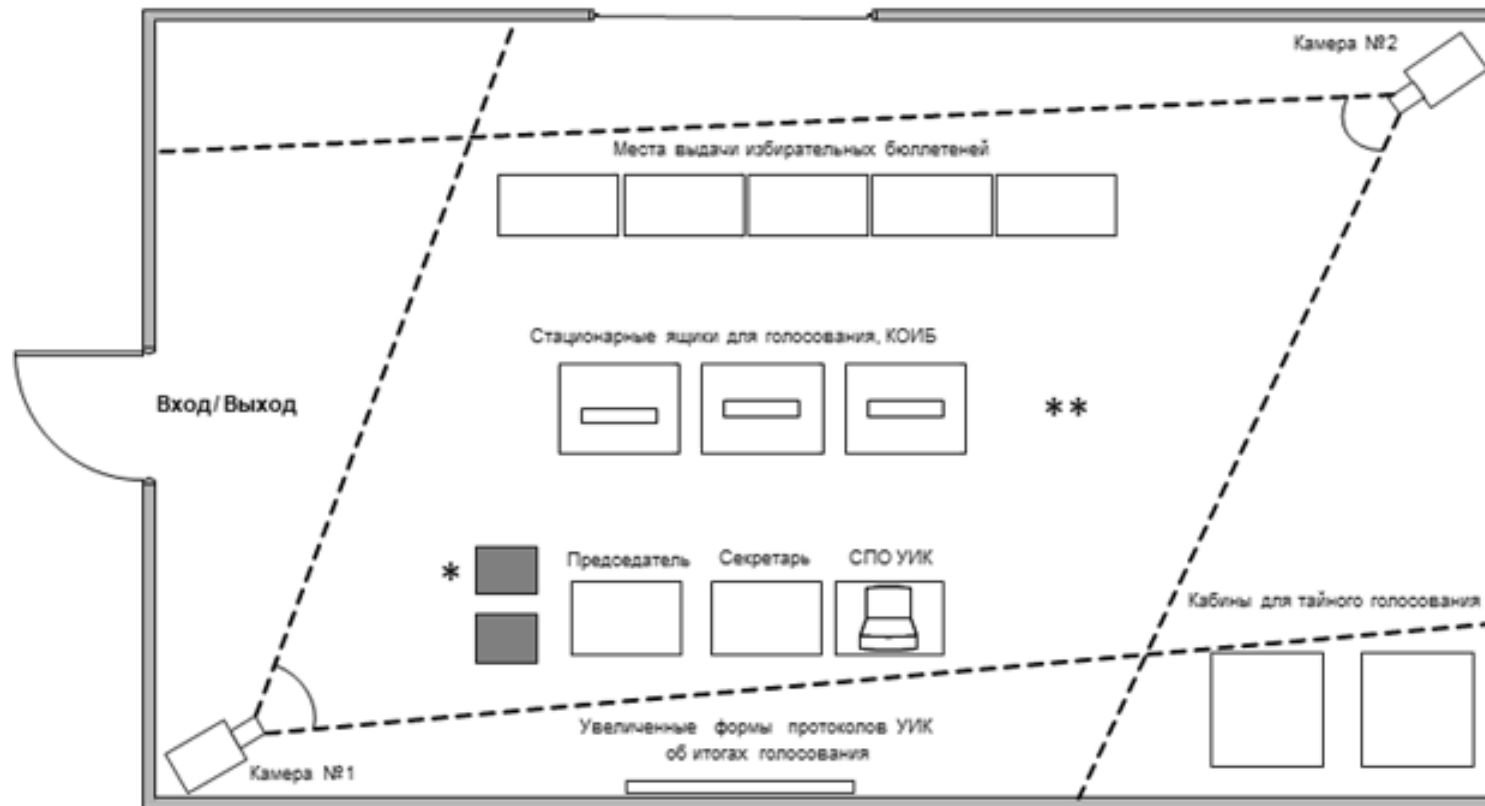 Камера №2
Места выдачи избирательных бюллетеней
Стационарные ящики для голосования, КОИБ
Вход/Выход
**
*
Председатель
Секретарь
СПО УИК
Кабины для тайного голосования
Увеличенные формы протоколов УИК
об итогах голосования
Камера №1